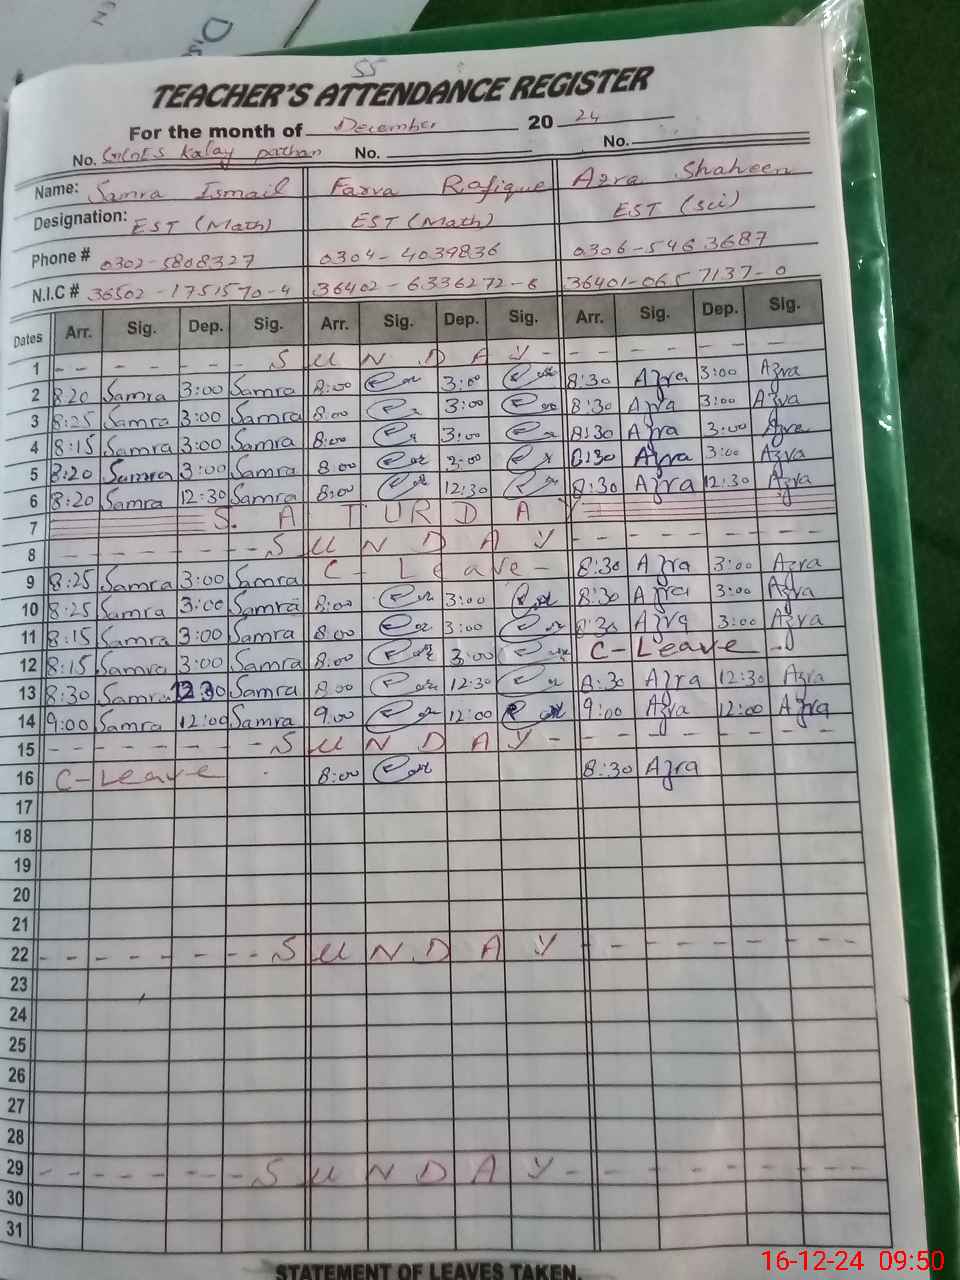 55
TEACHER'S ATTENDANCE REGISTER
For the month of December 20 24
No. GGES Kalay pathan No. No.
Name: Samra Ismail Farva Rafique Azra Shaheen
Designation: EST (Math) EST (Math) EST (Sci)
Phone # 0302-5808327 0304-4039836 0306-5463687
N.I.C # 36502-1751570-4 36402-6336272-6 36401-0657137-0
Dates Arr. Sig. Dep. Sig. Arr. Sig. Dep. Sig. Arr. Sig. Dep. Sig.
1 - - - - - S U N D A Y - - - - - -
2 8:20 Samra 3:00 Samra 8:00 3:00 8:30 Azra 3:00 Azra
3 8:25 Samra 3:00 Samra 8:00 3:00 8:30 Azra 3:00 Azra
4 8:15 Samra 3:00 Samra 8:00 3:00 8:30 Azra 3:00 Azra
5 8:20 Samra 3:00 Samra 8:00 3:00 8:30 Azra 3:00 Azra
6 8:20 Samra 12:30 Samra 8:00 12:30 8:30 Azra 12:30 Azra
7 S A T U R D A Y
8 - - - - - S U N D A Y - - - - - -
9 8:25 Samra 3:00 Samra C - Leave - 8:30 Azra 3:00 Azra
10 8:25 Samra 3:00 Samra 8:00 3:00 8:30 Azra 3:00 Azra
11 8:15 Samra 3:00 Samra 8:00 3:00 8:30 Azra 3:00 Azra
12 8:15 Samra 3:00 Samra 8:00 3:00 C - Leave -
13 8:30 Samra 12:30 Samra 8:00 12:30 8:30 Azra 12:30 Azra
14 9:00 Samra 12:00 Samra 9:00 12:00 9:00 Azra 12:00 Azra
15 - - - - - S U N D A Y - - - - - -
16 C - Leave 8:00 8:30 Azra
17
18
19
20
21
22 - - - - - S U N D A Y - - - - - -
23
24
25
26
27
28
29 - - - - - S U N D A Y - - - - - -
30
31
STATEMENT OF LEAVES TAKEN.
16-12-24 09:50